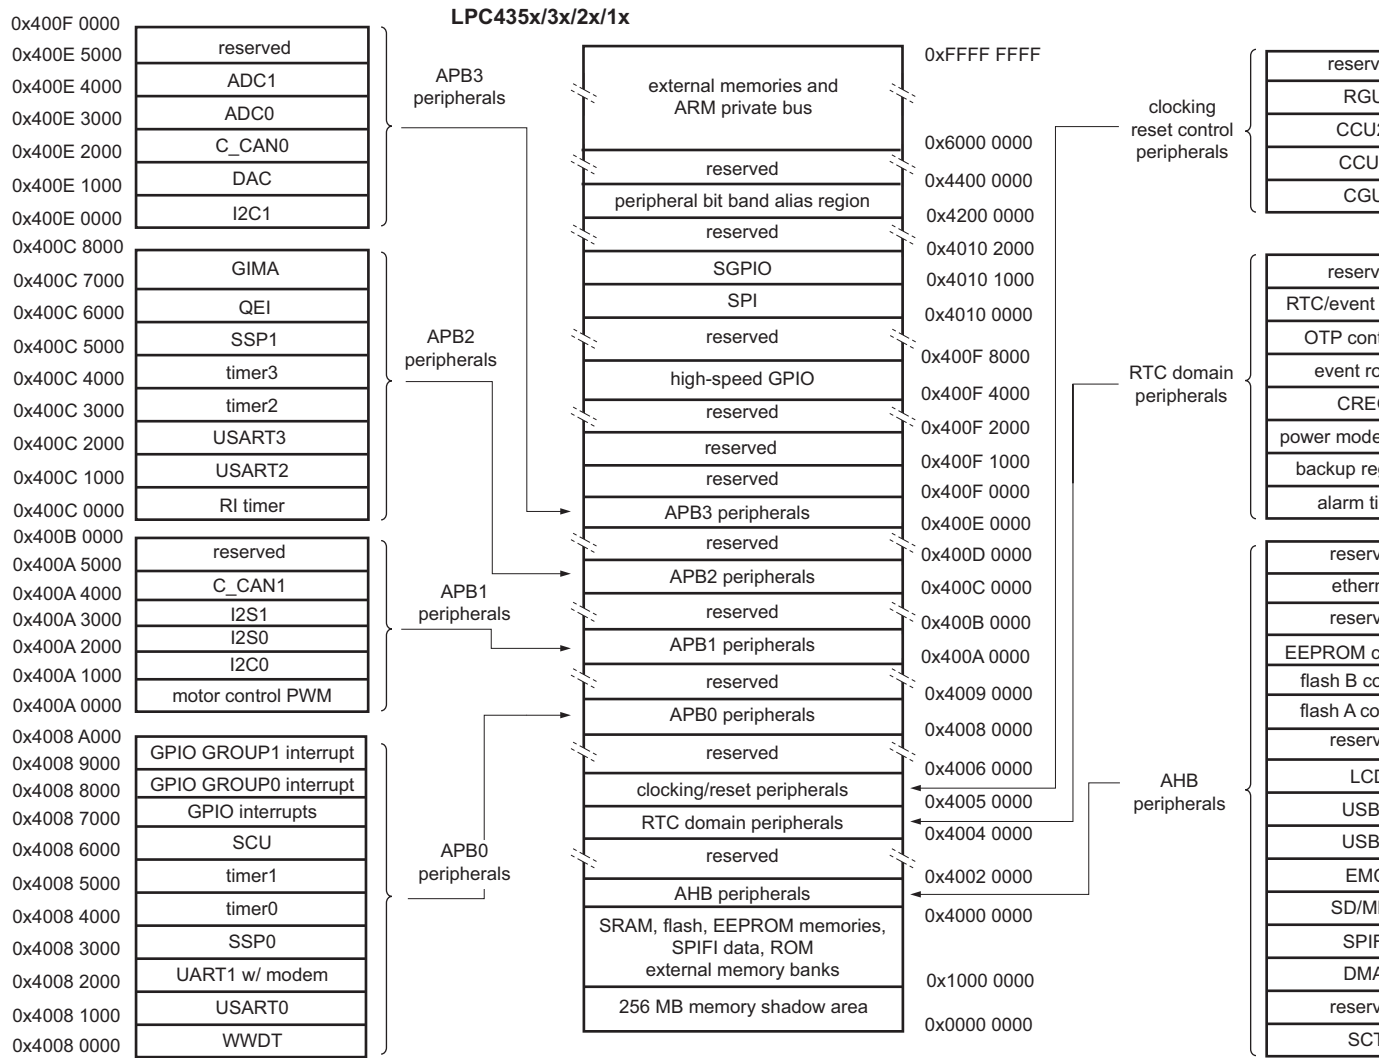 LPC435x/3x/2x/1x
0x400F 0000
reserved
0x400E 5000
ADC1
0x400E 4000
ADC0
0x400E 3000
C_CAN0
0x400E 2000
DAC
0x400E 1000
I2C1
0x400E 0000
APB3
peripherals
0x400C 8000
GIMA
0x400C 7000
QEI
0x400C 6000
SSP1
0x400C 5000
timer3
0x400C 4000
timer2
0x400C 3000
USART3
0x400C 2000
USART2
0x400C 1000
RI timer
0x400C 0000
APB2
peripherals
0x400B 0000
reserved
0x400A 5000
C_CAN1
0x400A 4000
I2S1
0x400A 3000
I2S0
0x400A 2000
I2C0
0x400A 1000
motor control PWM
0x400A 0000
APB1
peripherals
0x4008 A000
GPIO GROUP1 interrupt
0x4008 9000
GPIO GROUP0 interrupt
0x4008 8000
GPIO interrupts
0x4008 7000
SCU
0x4008 6000
timer1
0x4008 5000
timer0
0x4008 4000
SSP0
0x4008 3000
UART1 w/ modem
0x4008 2000
USART0
0x4008 1000
WWDT
0x4008 0000
APB0
peripherals
0xFFFF FFFF
external memories and
ARM private bus
0x6000 0000
reserved
0x4400 0000
peripheral bit band alias region
0x4200 0000
reserved
0x4010 2000
SGPIO
0x4010 1000
SPI
0x4010 0000
reserved
0x400F 8000
high-speed GPIO
0x400F 4000
reserved
0x400F 2000
reserved
0x400F 1000
reserved
0x400F 0000
APB3 peripherals
0x400E 0000
reserved
0x400D 0000
APB2 peripherals
0x400C 0000
reserved
0x400B 0000
APB1 peripherals
0x400A 0000
reserved
0x4009 0000
APB0 peripherals
0x4008 0000
reserved
0x4006 0000
clocking/reset peripherals
0x4005 0000
RTC domain peripherals
0x4004 0000
reserved
0x4002 0000
AHB peripherals
0x4000 0000
SRAM, flash, EEPROM memories,
SPIFI data, ROM
external memory banks
0x1000 0000
256 MB memory shadow area
0x0000 0000
clocking
reset control
peripherals
RTC domain
peripherals
RTC/event
OTP
event
power
backup
alarm
AHB
peripherals
EEPROM
flash B
flash A